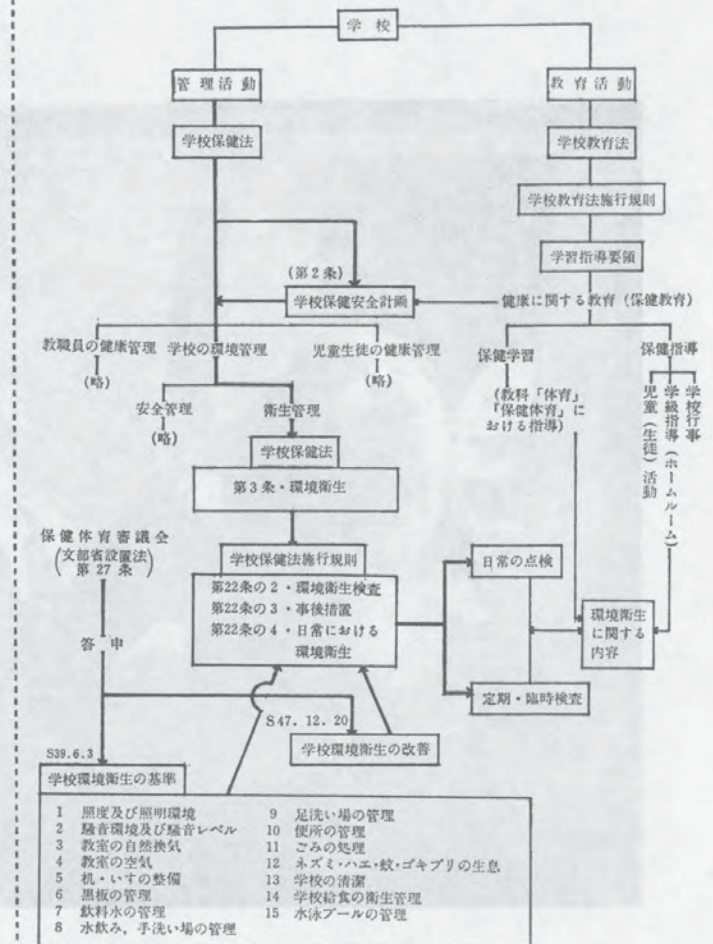 学校
管理活動
教育活動
学校保健法
学校教育法
学校教育法施行規則
学習指導要領
(第2条)
学校保健安全計画
健康に関する教育（保健教育）
教職員の健康管理
学校の環境管理
児童生徒の健康管理
(略)
(略)
保健学習
保健指導
(教科「体育」
「保健体育」に
おける指導)
学校行事
学級指導（ホームルーム）
児童（生徒）活動
安全管理
(略)
衛生管理
学校保健法
第3条・環境衛生
保健体育審議会
(文部省設置法
第27条)
答申
学校保健法施行規則
第22条の2・環境衛生検査
第22条の3・事後措置
第22条の4・日常における
環境衛生
日常の点検
定期・臨時検査
環境衛生
に関する
内容
S47.12.20
学校環境衛生の改善
S39.6.3
学校環境衛生の基準
1 照度及び照明環境
2 騒音環境及び騒音レベル
3 教室の自然換気
4 教室の空気
5 机・いすの整備
6 黒板の管理
7 飲料水の管理
8 水飲み，手洗い場の管理
9 足洗い場の管理
10 便所の管理
11 ごみの処理
12 ネズミ・ハエ・蚊・ゴキブリの生息
13 学校の清潔
14 学校給食の衛生管理
15 水泳プールの管理